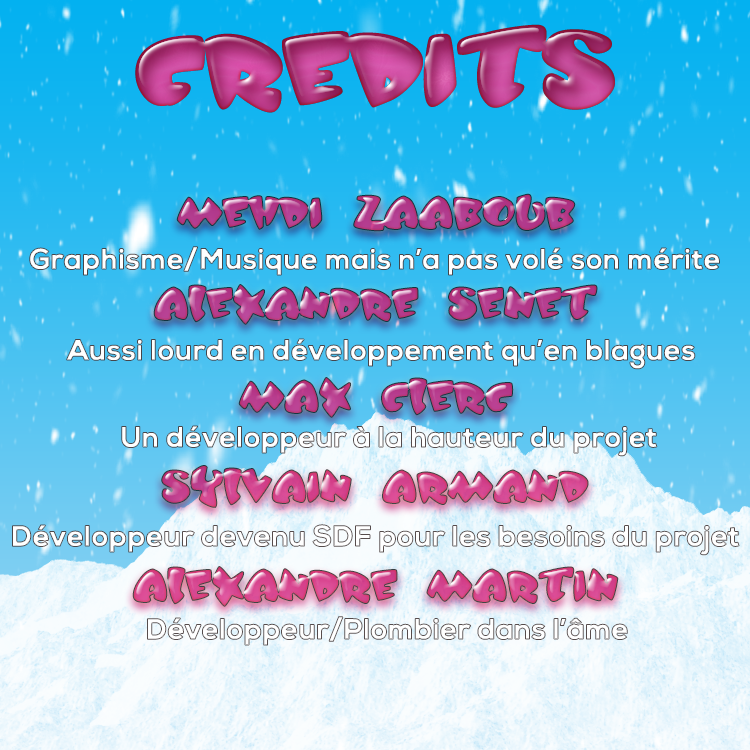 CREDITS
MEHDI ZAABOUB
Graphisme/Musique mais n'a pas volé son mérite
AlEXANDRE SENET
Aussi lourd en développement qu'en blagues
MAX ClERC
Un développeur à la hauteur du projet
SYlVAIN ARMAND
Développeur devenu SDF pour les besoins du projet
AlEXANDRE MARTIN
Développeur/Plombier dans l'âme